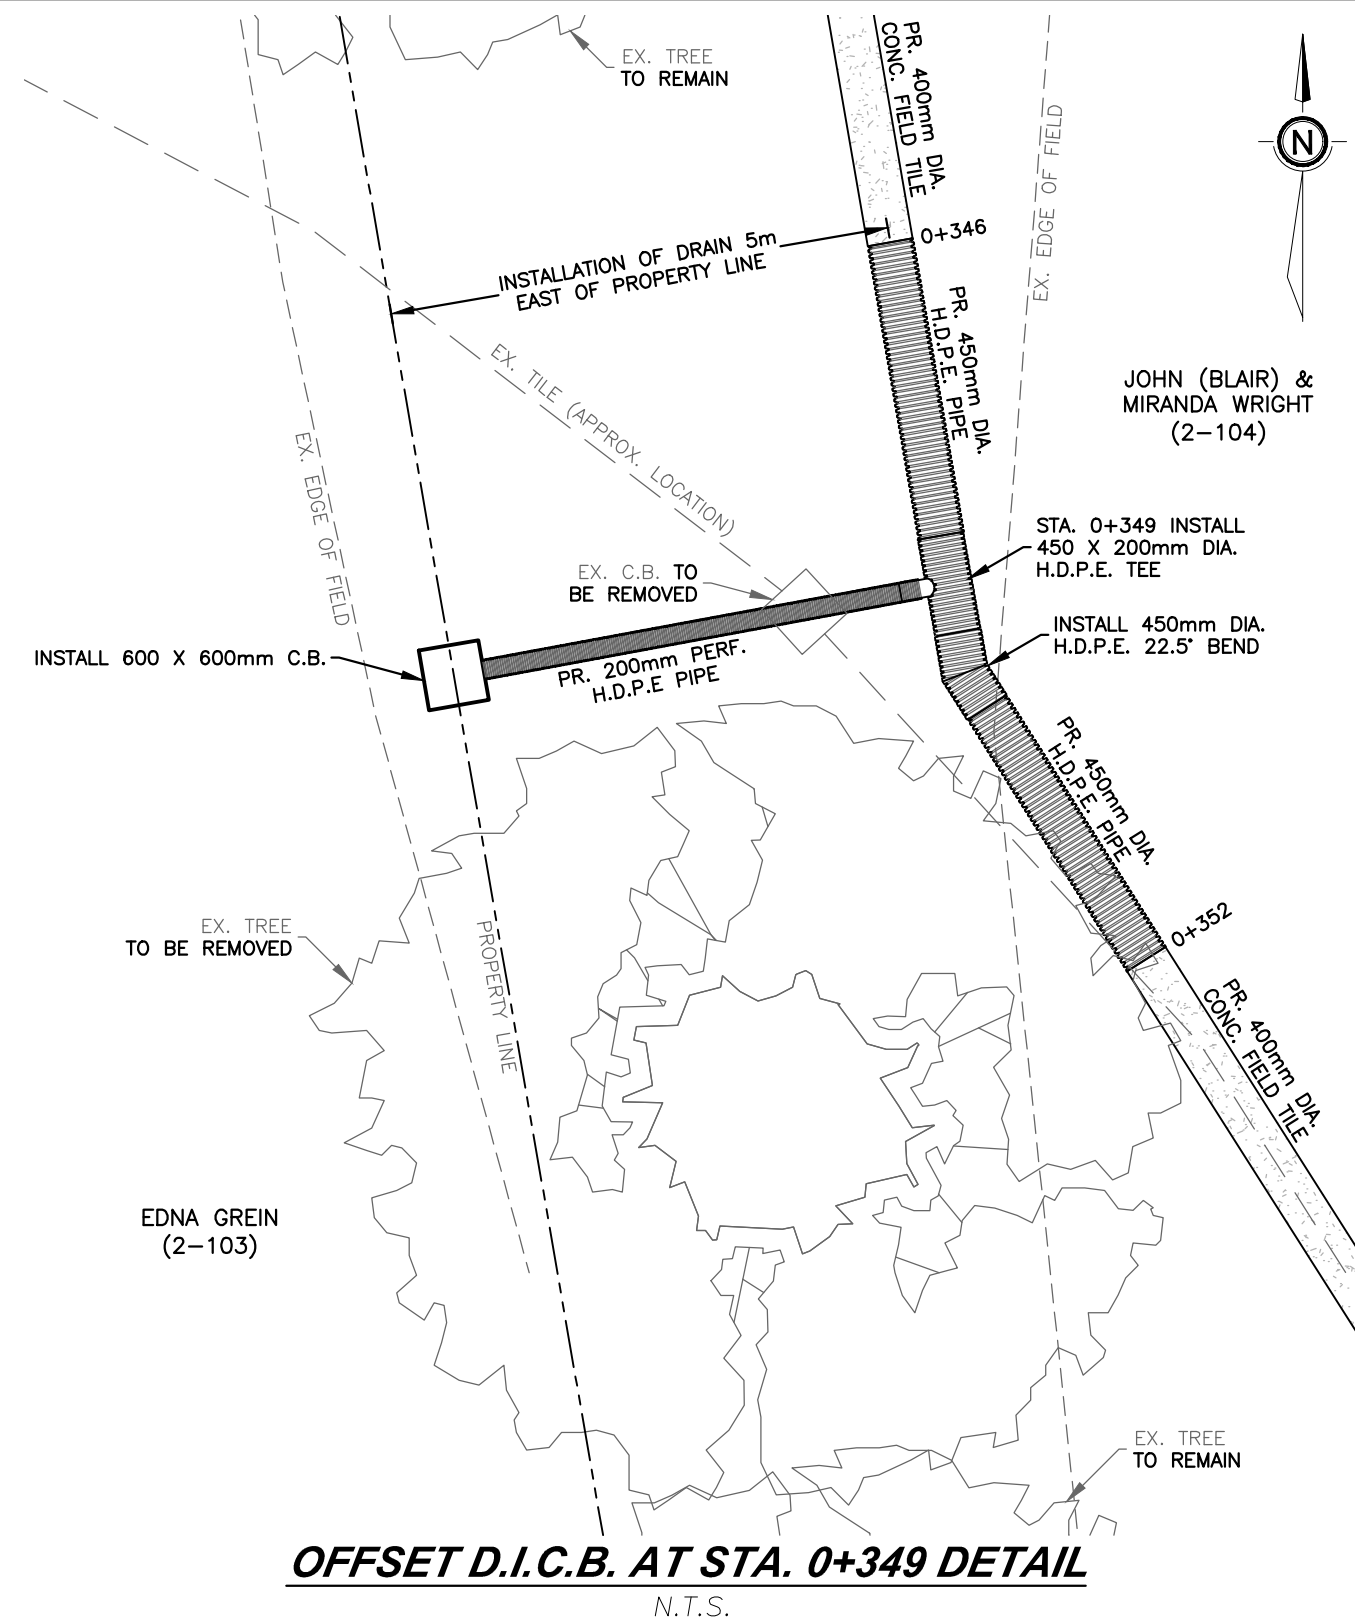 EX. TREE
TO REMAIN
PR. 400mm DIA.
CONC. FIELD TILE
EX. EDGE OF FIELD
N
0+346
INSTALLATION OF DRAIN 5m
EAST OF PROPERTY LINE
PR. 450mm DIA.
H.D.P.E. PIPE
EX. TILE (APPROX. LOCATION)
JOHN (BLAIR) &
MIRANDA WRIGHT
(2-104)
EX. EDGE OF FIELD
STA. 0+349 INSTALL
450 X 200mm DIA.
H.D.P.E. TEE
EX. C.B. TO
BE REMOVED
INSTALL 450mm DIA.
H.D.P.E. 22.5° BEND
INSTALL 600 X 600mm C.B.
PR. 200mm PERF.
H.D.P.E PIPE
PR. 450mm DIA.
H.D.P.E. PIPE
EX. TREE
TO BE REMOVED
PROPERTY LINE
0+352
PR. 400mm DIA.
CONC. FIELD TILE
EDNA GREIN
(2-103)
EX. TREE
TO REMAIN
OFFSET D.I.C.B. AT STA. 0+349 DETAIL
N.T.S.